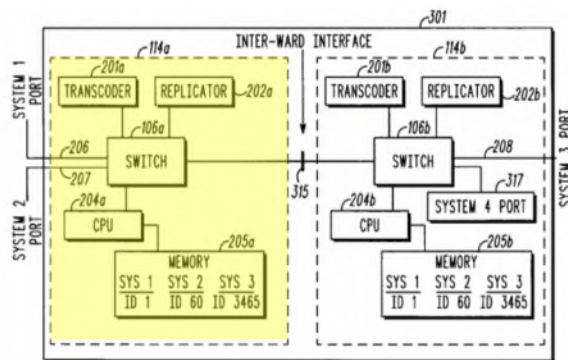 301
114a
INTER-WARD INTERFACE
114b
SYSTEM 1 PORT
201a
TRANSCODER
REPLICATOR
202a
106a
SWITCH
206
207
SYSTEM 2 PORT
204a
CPU
205a
MEMORY
SYS 1 SYS 2 SYS 3
ID 1 ID 60 ID 3465
315
201b
TRANSCODER
REPLICATOR
202b
106b
SWITCH
208
SYSTEM 3 PORT
317
SYSTEM 4 PORT
204b
CPU
205b
MEMORY
SYS 1 SYS 2 SYS 3
ID 1 ID 60 ID 3465